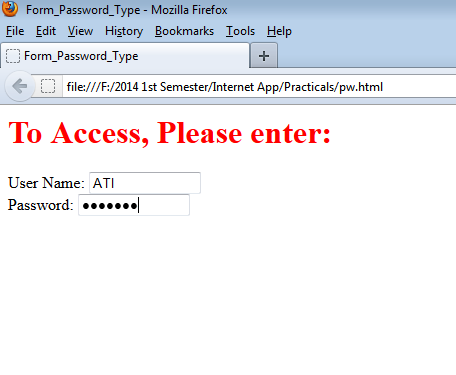 Form_Password_Type - Mozilla Firefox
File Edit View History Bookmarks Tools Help
Form_Password_Type +
file:///F:/2014 1st Semester/Internet App/Practicals/pw.html
To Access, Please enter:
User Name: ATI
Password: •••••••